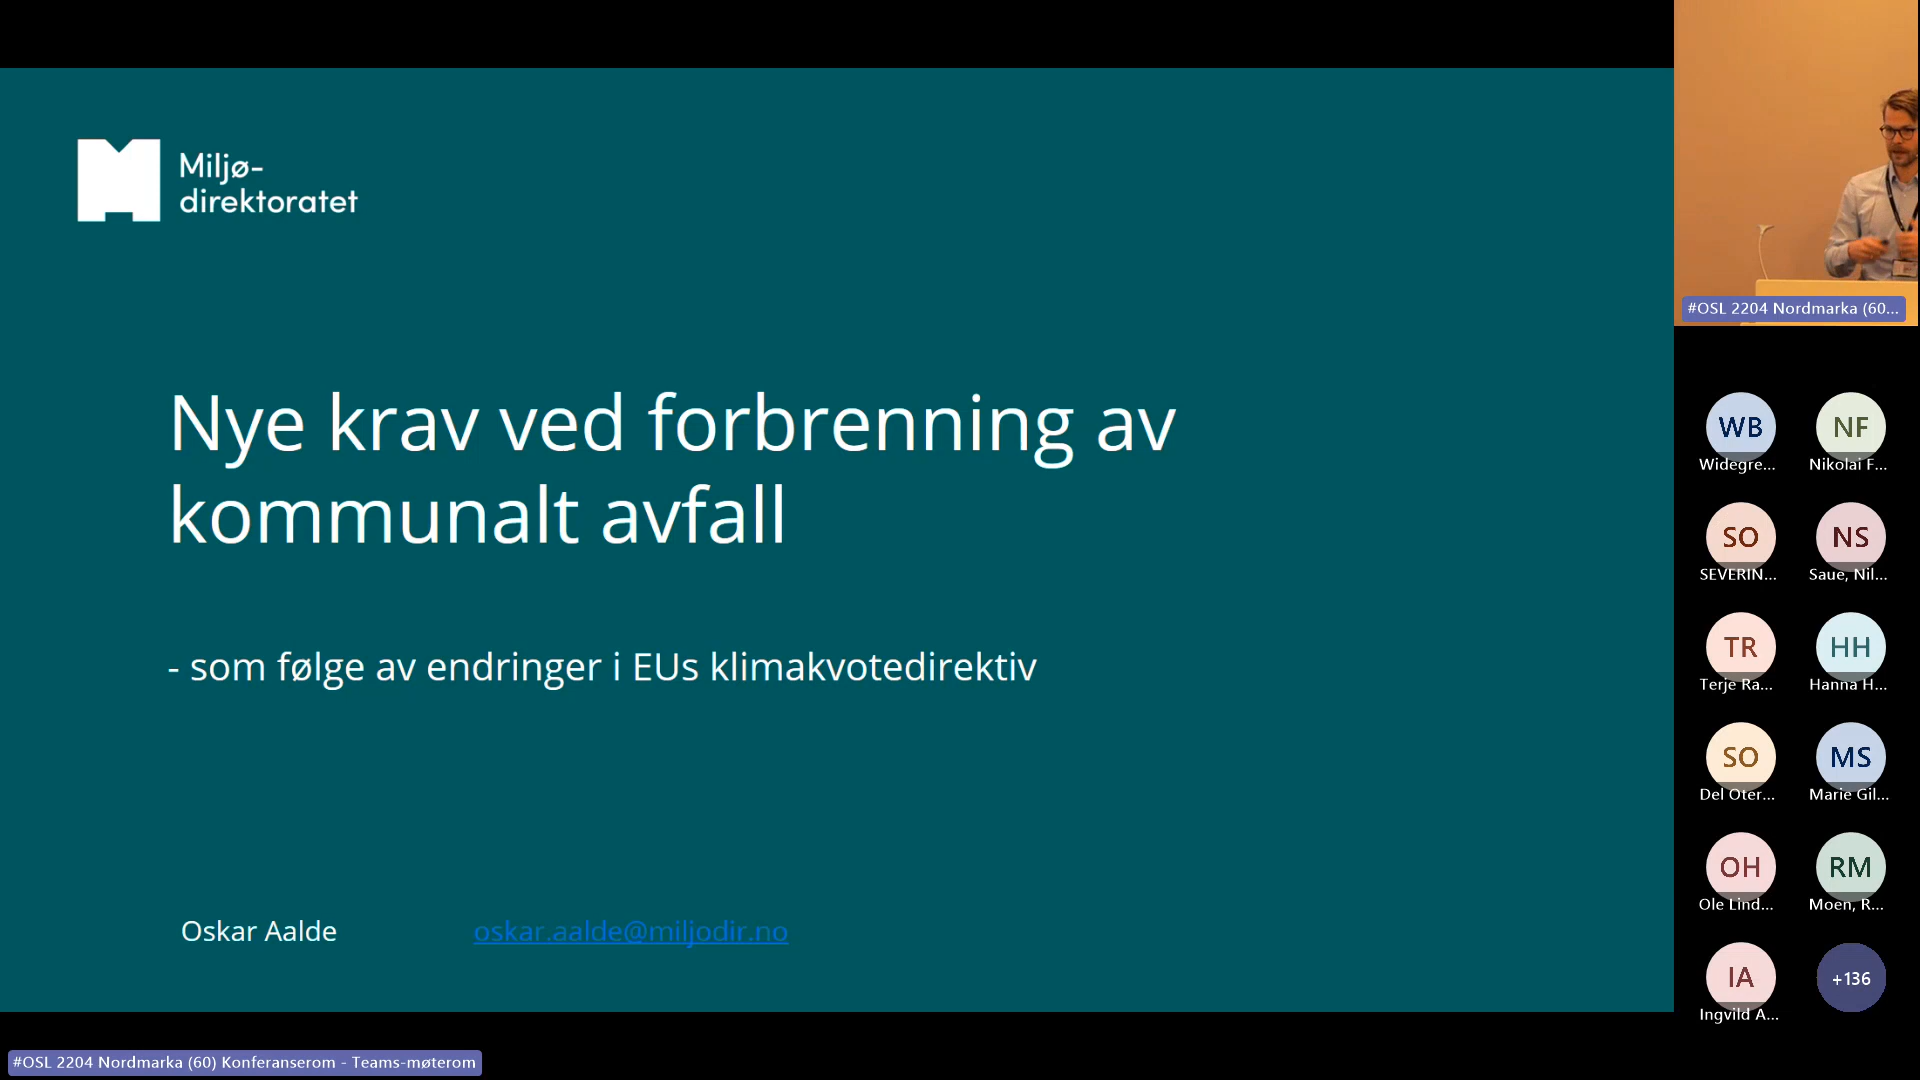 Miljø-
direktoratet
Nye krav ved forbrenning av
kommunalt avfall
- som følge av endringer i EUs klimakvotedirektiv
Oskar Aalde
oskar.aalde@miljodir.no
#OSL 2204 Nordmarka (60...
WB
Widegre...
NF
Nikolai F...
SO
SEVERIN...
NS
Saue, Nil...
TR
Terje Ra...
HH
Hanna H...
SO
Del Oter...
MS
Marie Gil...
OH
Ole Lind...
RM
Moen, R...
IA
Ingvild A...
+136
#OSL 2204 Nordmarka (60) Konferanserom - Teams-møterom